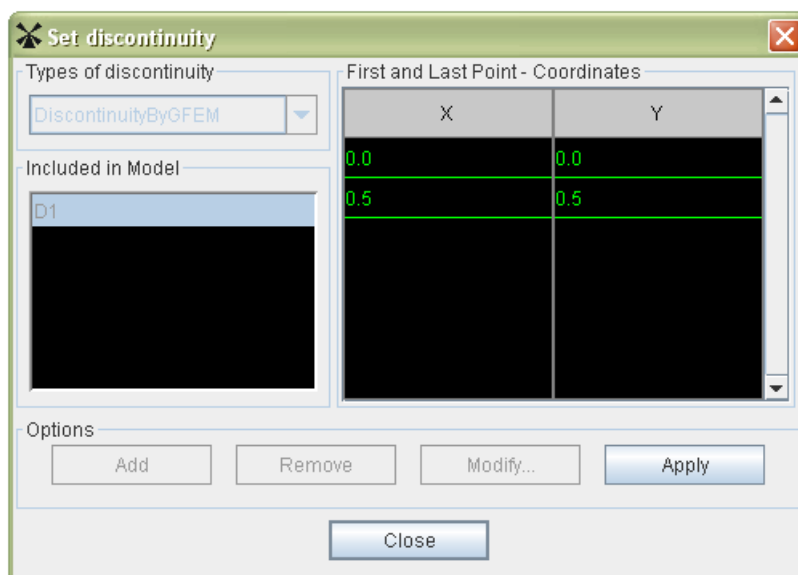 Set discontinuity
Types of discontinuity
DiscontinuityByGFEM
Included in Model
D1
First and Last Point - Coordinates
X Y
0.0 0.0
0.5 0.5
Options
Add Remove Modify... Apply
Close